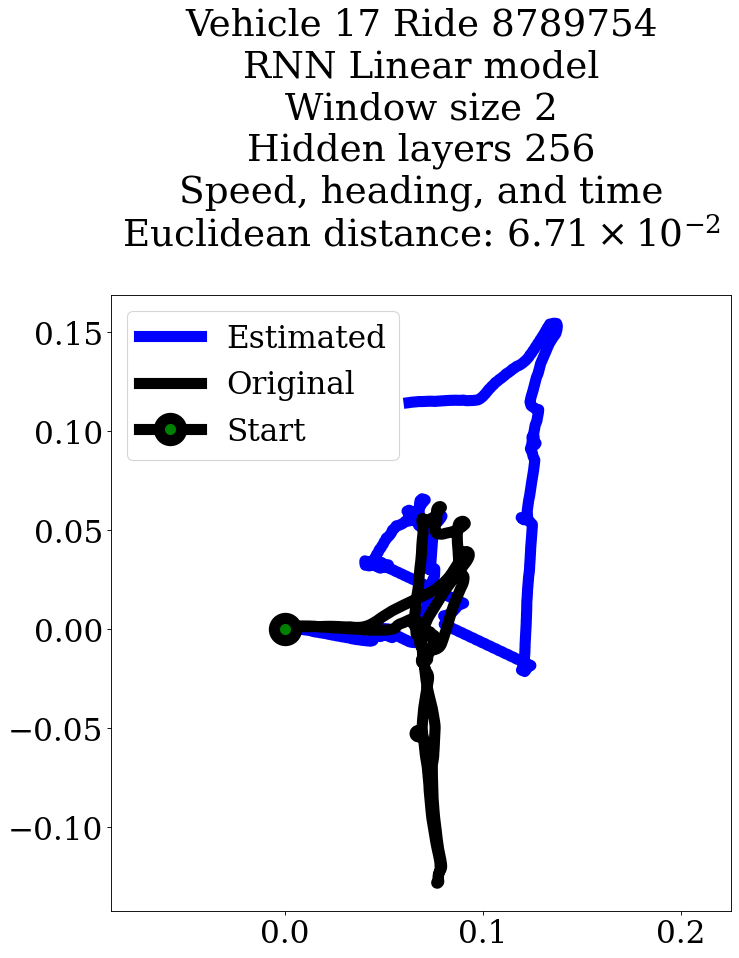 Vehicle 17 Ride 8789754
RNN Linear model
Window size 2
Hidden layers 256
Speed, heading, and time
Euclidean distance: 6.71 × 10⁻²
Estimated
Original
Start
0.15
0.10
0.05
0.00
−0.05
−0.10
0.0 0.1 0.2